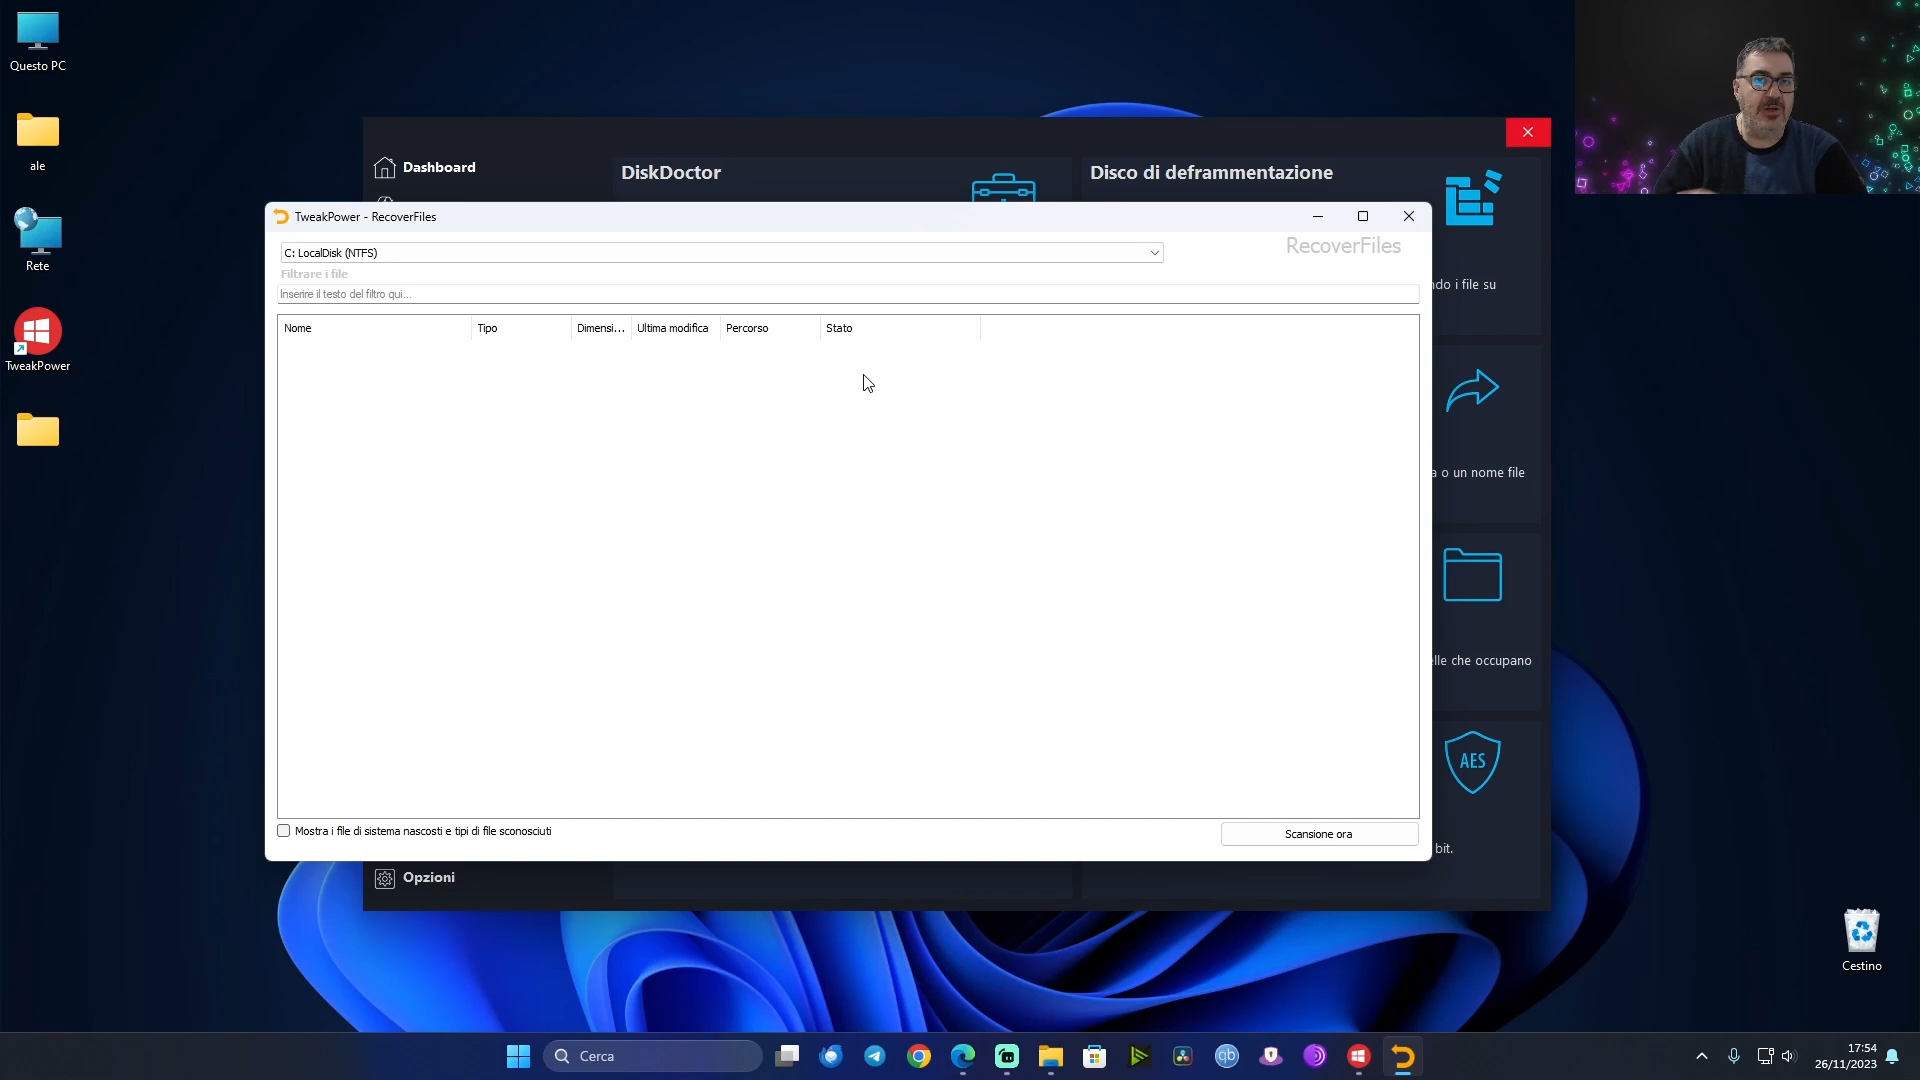 Questo PC
ale
Rete
TweakPower
Dashboard
DiskDoctor
Disco di deframmentazione
TweakPower - RecoverFiles
C: LocalDisk (NTFS)
RecoverFiles
Filtrare i file
Inserire il testo del filtro qui...
Nome
Tipo
Dimensi...
Ultima modifica
Percorso
Stato
ndo i file su
a o un nome file
elle che occupano
AES
bit.
Mostra i file di sistema nascosti e tipi di file sconosciuti
Scansione ora
Opzioni
Cestino
Cerca
qb
17:54
26/11/2023